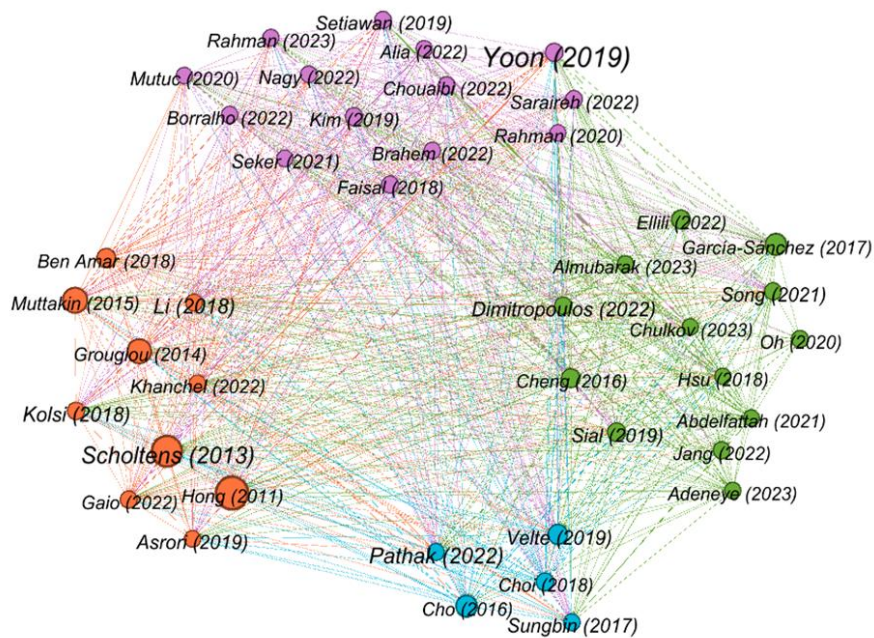 Setiawan (2019)
Rahman (2023)
Alia (2022)
Yoon (2019)
Mutuc (2020)
Nagy (2022)
Chouaibi (2022)
Saraireh (2022)
Borralho (2022)
Kim (2019)
Rahman (2020)
Seker (2021)
Brahem (2022)
Faisal (2018)
Ellili (2022)
García-Sánchez (2017)
Ben Amar (2018)
Almubarak (2023)
Muttakin (2015)
Li (2018)
Dimitropoulos (2022)
Song (2021)
Chulkov (2023)
Oh (2020)
Grougiou (2014)
Khanchel (2022)
Cheng (2016)
Hsu (2018)
Kolsi (2018)
Abdelfattah (2021)
Sial (2019)
Scholtens (2013)
Jang (2022)
Gaio (2022)
Hong (2011)
Adeneye (2023)
Asron (2019)
Velte (2019)
Pathak (2022)
Choi (2018)
Cho (2016)
Sungbin (2017)